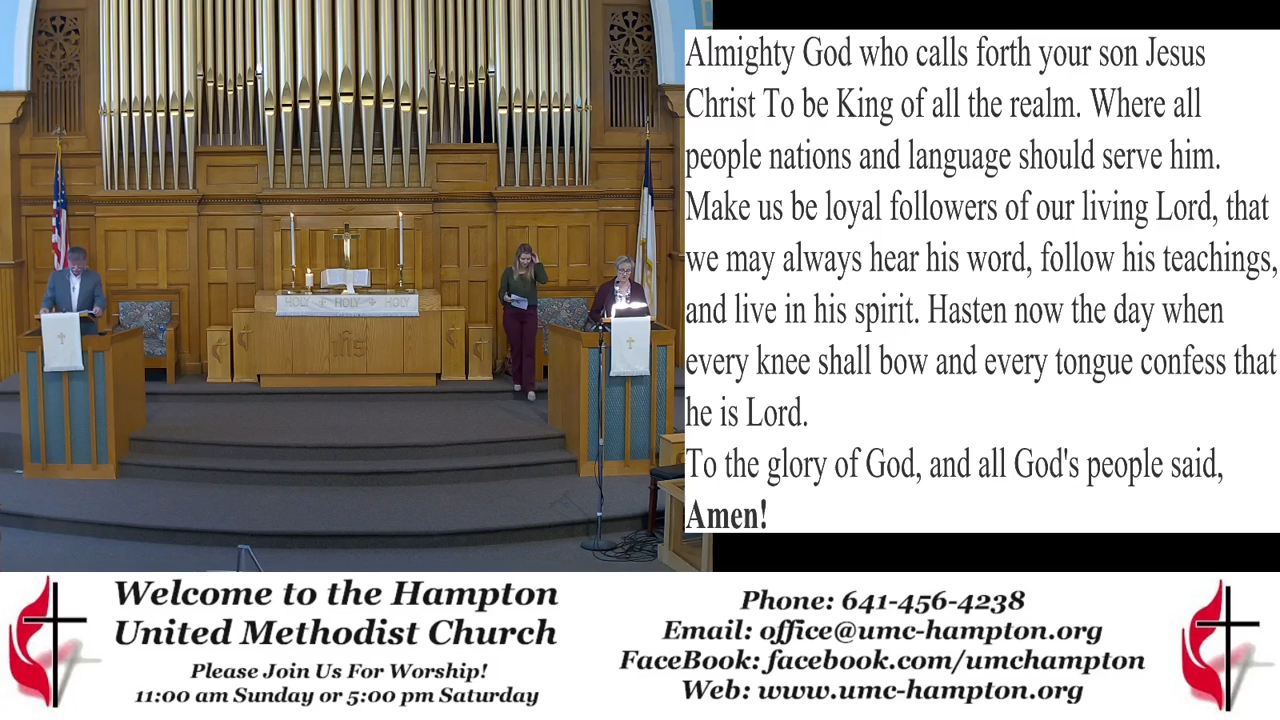 Almighty God who calls forth your son Jesus
Christ To be King of all the realm. Where all
people nations and language should serve him.
Make us be loyal followers of our living Lord, that
we may always hear his word, follow his teachings,
and live in his spirit. Hasten now the day when
every knee shall bow and every tongue confess that
he is Lord.
To the glory of God, and all God's people said,
Amen!
HOLY HOLY HOLY
IHS
Welcome to the Hampton
United Methodist Church
Please Join Us For Worship!
11:00 am Sunday or 5:00 pm Saturday
Phone: 641-456-4238
Email: office@umc-hampton.org
FaceBook: facebook.com/umchampton
Web: www.umc-hampton.org